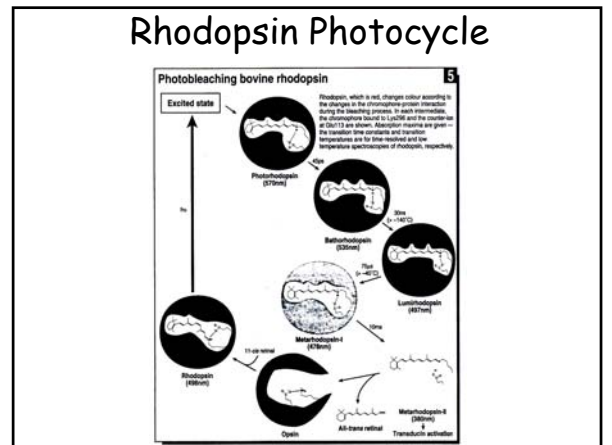 Rhodopsin Photocycle
Photobleaching bovine rhodopsin
5
Rhodopsin, which is red, changes colour according to
the changes in the chromophore-protein interaction
during the bleaching process. In each intermediate,
the chromophore bound to Lys296 and the counter-ion
at Glu113 are shown. Absorption maxima are given —
the transition time constants and transition
temperatures are for time-resolved and low
temperature spectroscopies of rhodopsin, respectively.
Excited state
Photorhodopsin
(570nm)
45ps
Bathorhodopsin
(535nm)
30ns
(> −140°C)
Lumirhodopsin
(497nm)
75µs
(> −40°C)
Metarhodopsin-I
(478nm)
10ms
Metarhodopsin-II
(380nm)
Transducin activation
All-trans retinal
Opsin
11-cis retinal
Rhodopsin
(498nm)